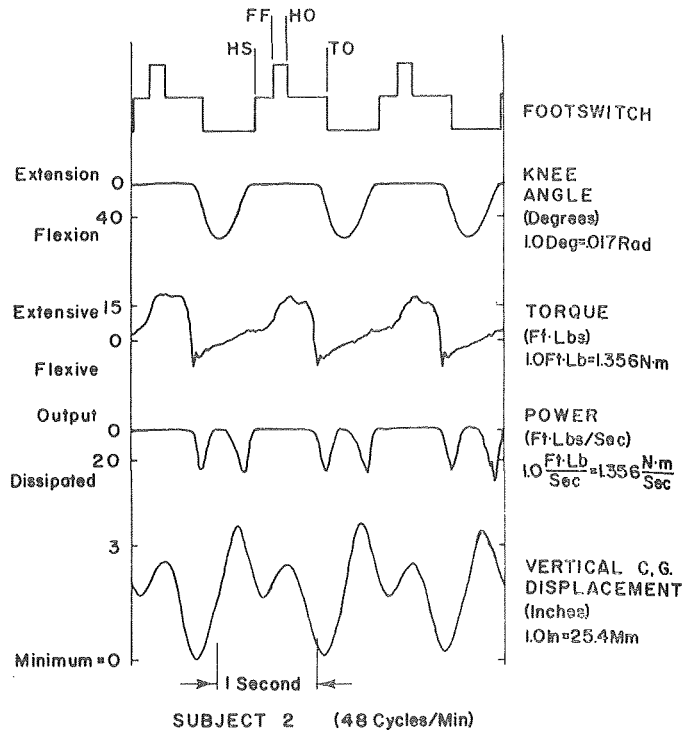 FF HO
HS TO
FOOTSWITCH
Extension 0
40
Flexion
KNEE
ANGLE
(Degrees)
1.0Deg=.017Rad
Extensive 15
0
Flexive
TORQUE
(Ft·Lbs)
1.0Ft·Lb=1.356N·m
Output 0
20
Dissipated
POWER
(Ft·Lbs/Sec)
1.0 Ft·Lb/Sec =1.356 N·m/Sec
3
Minimum=0
VERTICAL C.G.
DISPLACEMENT
(Inches)
1.0In=25.4Mm
1 Second
SUBJECT 2 (48 Cycles/Min)